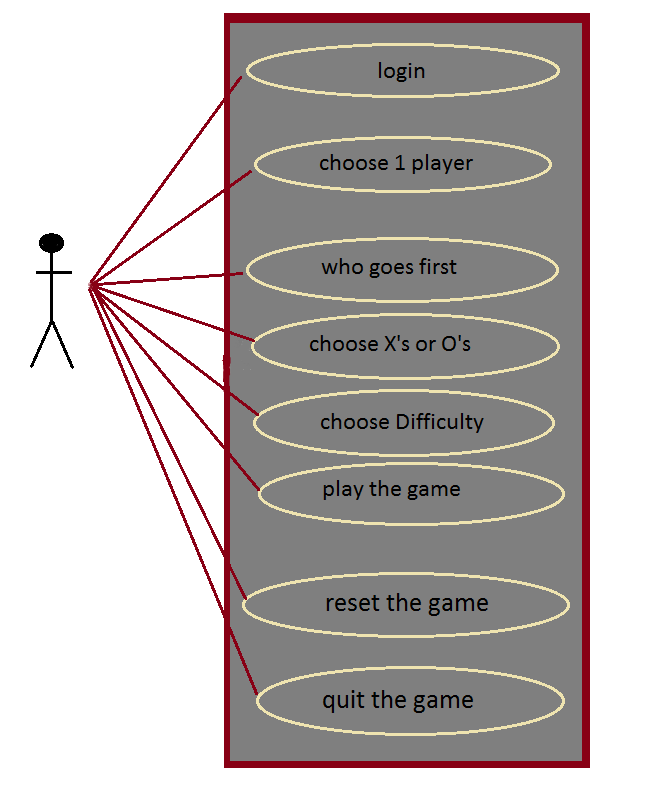 login
choose 1 player
who goes first
choose X's or O's
choose Difficulty
play the game
reset the game
quit the game